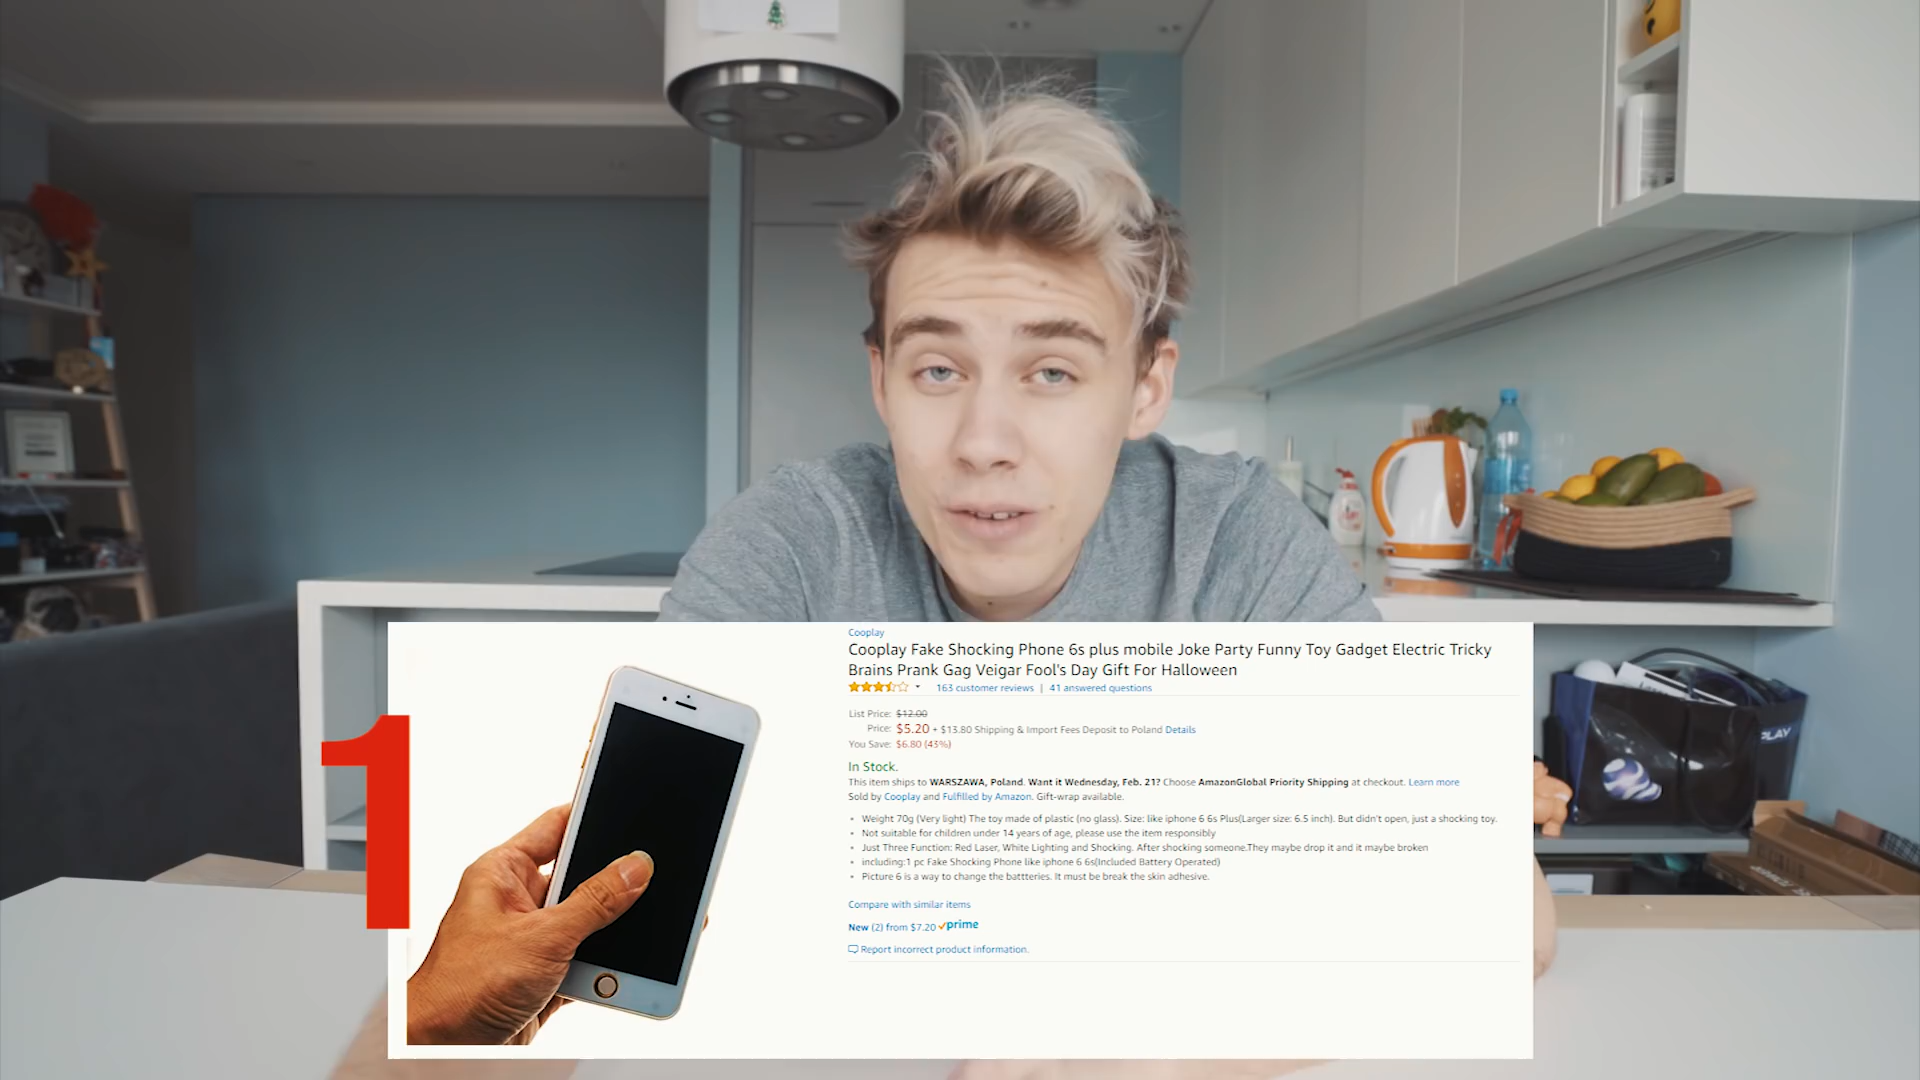 1
Cooplay
Cooplay Fake Shocking Phone 6s plus mobile Joke Party Funny Toy Gadget Electric Tricky
Brains Prank Gag Veigar Fool's Day Gift For Halloween
163 customer reviews | 41 answered questions
List Price: $12.00
Price: $5.20 + $13.80 Shipping & Import Fees Deposit to Poland Details
You Save: $6.80 (43%)
In Stock.
This item ships to WARSZAWA, Poland. Want it Wednesday, Feb. 21? Choose AmazonGlobal Priority Shipping at checkout. Learn more
Sold by Cooplay and Fulfilled by Amazon. Gift-wrap available.
• Weight 70g (Very light) The toy made of plastic (no glass). Size: like iphone 6 6s Plus(Larger size: 6.5 inch). But didn't open, just a shocking toy.
• Not suitable for children under 14 years of age, please use the item responsibly
• Just Three Function: Red Laser, White Lighting and Shocking. After shocking someone.They maybe drop it and it maybe broken
• including:1 pc Fake Shocking Phone like iphone 6 6s(Included Battery Operated)
• Picture 6 is a way to change the battteries. It must be break the skin adhesive.
Compare with similar items
New (2) from $7.20 prime
Report incorrect product information.
PLAY